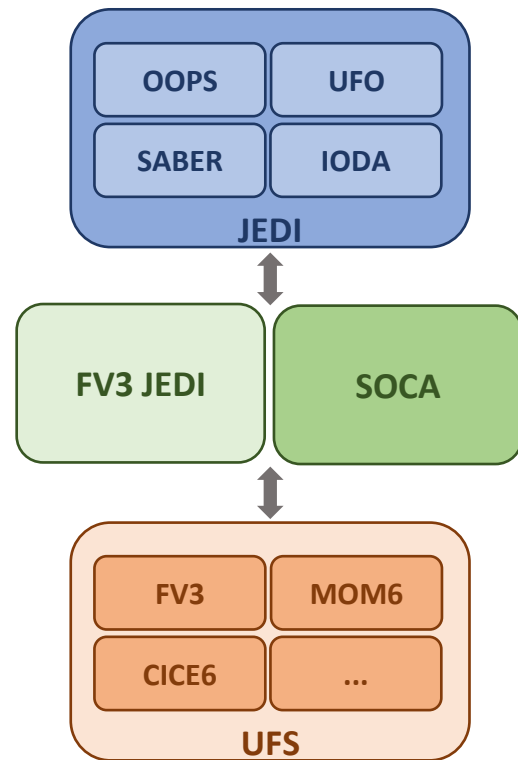 OOPS UFO
SABER IODA
JEDI
FV3 JEDI SOCA
FV3 MOM6
CICE6 ...
UFS